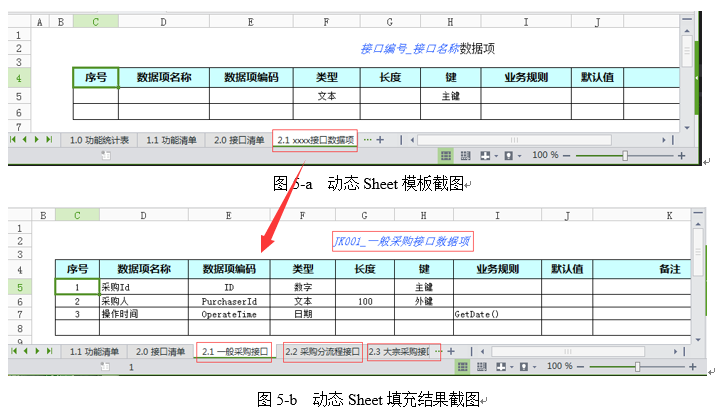 A B C D E F G H I J
1
2 接口编号_接口名称数据项
3
4 序号 数据项名称 数据项编码 类型 长度 键 业务规则 默认值
5 文本 主键
6
7
1.0 功能统计表 1.1 功能清单 2.0 接口清单 2.1 xxxx接口数据项 ··· +
100 % − +
图 5-a 动态 Sheet 模板截图
B C D E F G H I J K
1
2 JK001_一般采购接口数据项
3
4 序号 数据项名称 数据项编码 类型 长度 键 业务规则 默认值 备注
5 1 采购Id ID 数字 主键
6 2 采购人 PurchaserId 文本 100 外键
7 3 操作时间 OperateTime 日期 GetDate()
8
9
1.1 功能清单 2.0 接口清单 2.1 一般采购接口 2.2 采购分流程接口 2.3 大宗采购接口 ··· +
1 100 % − +
图 5-b 动态 Sheet 填充结果截图